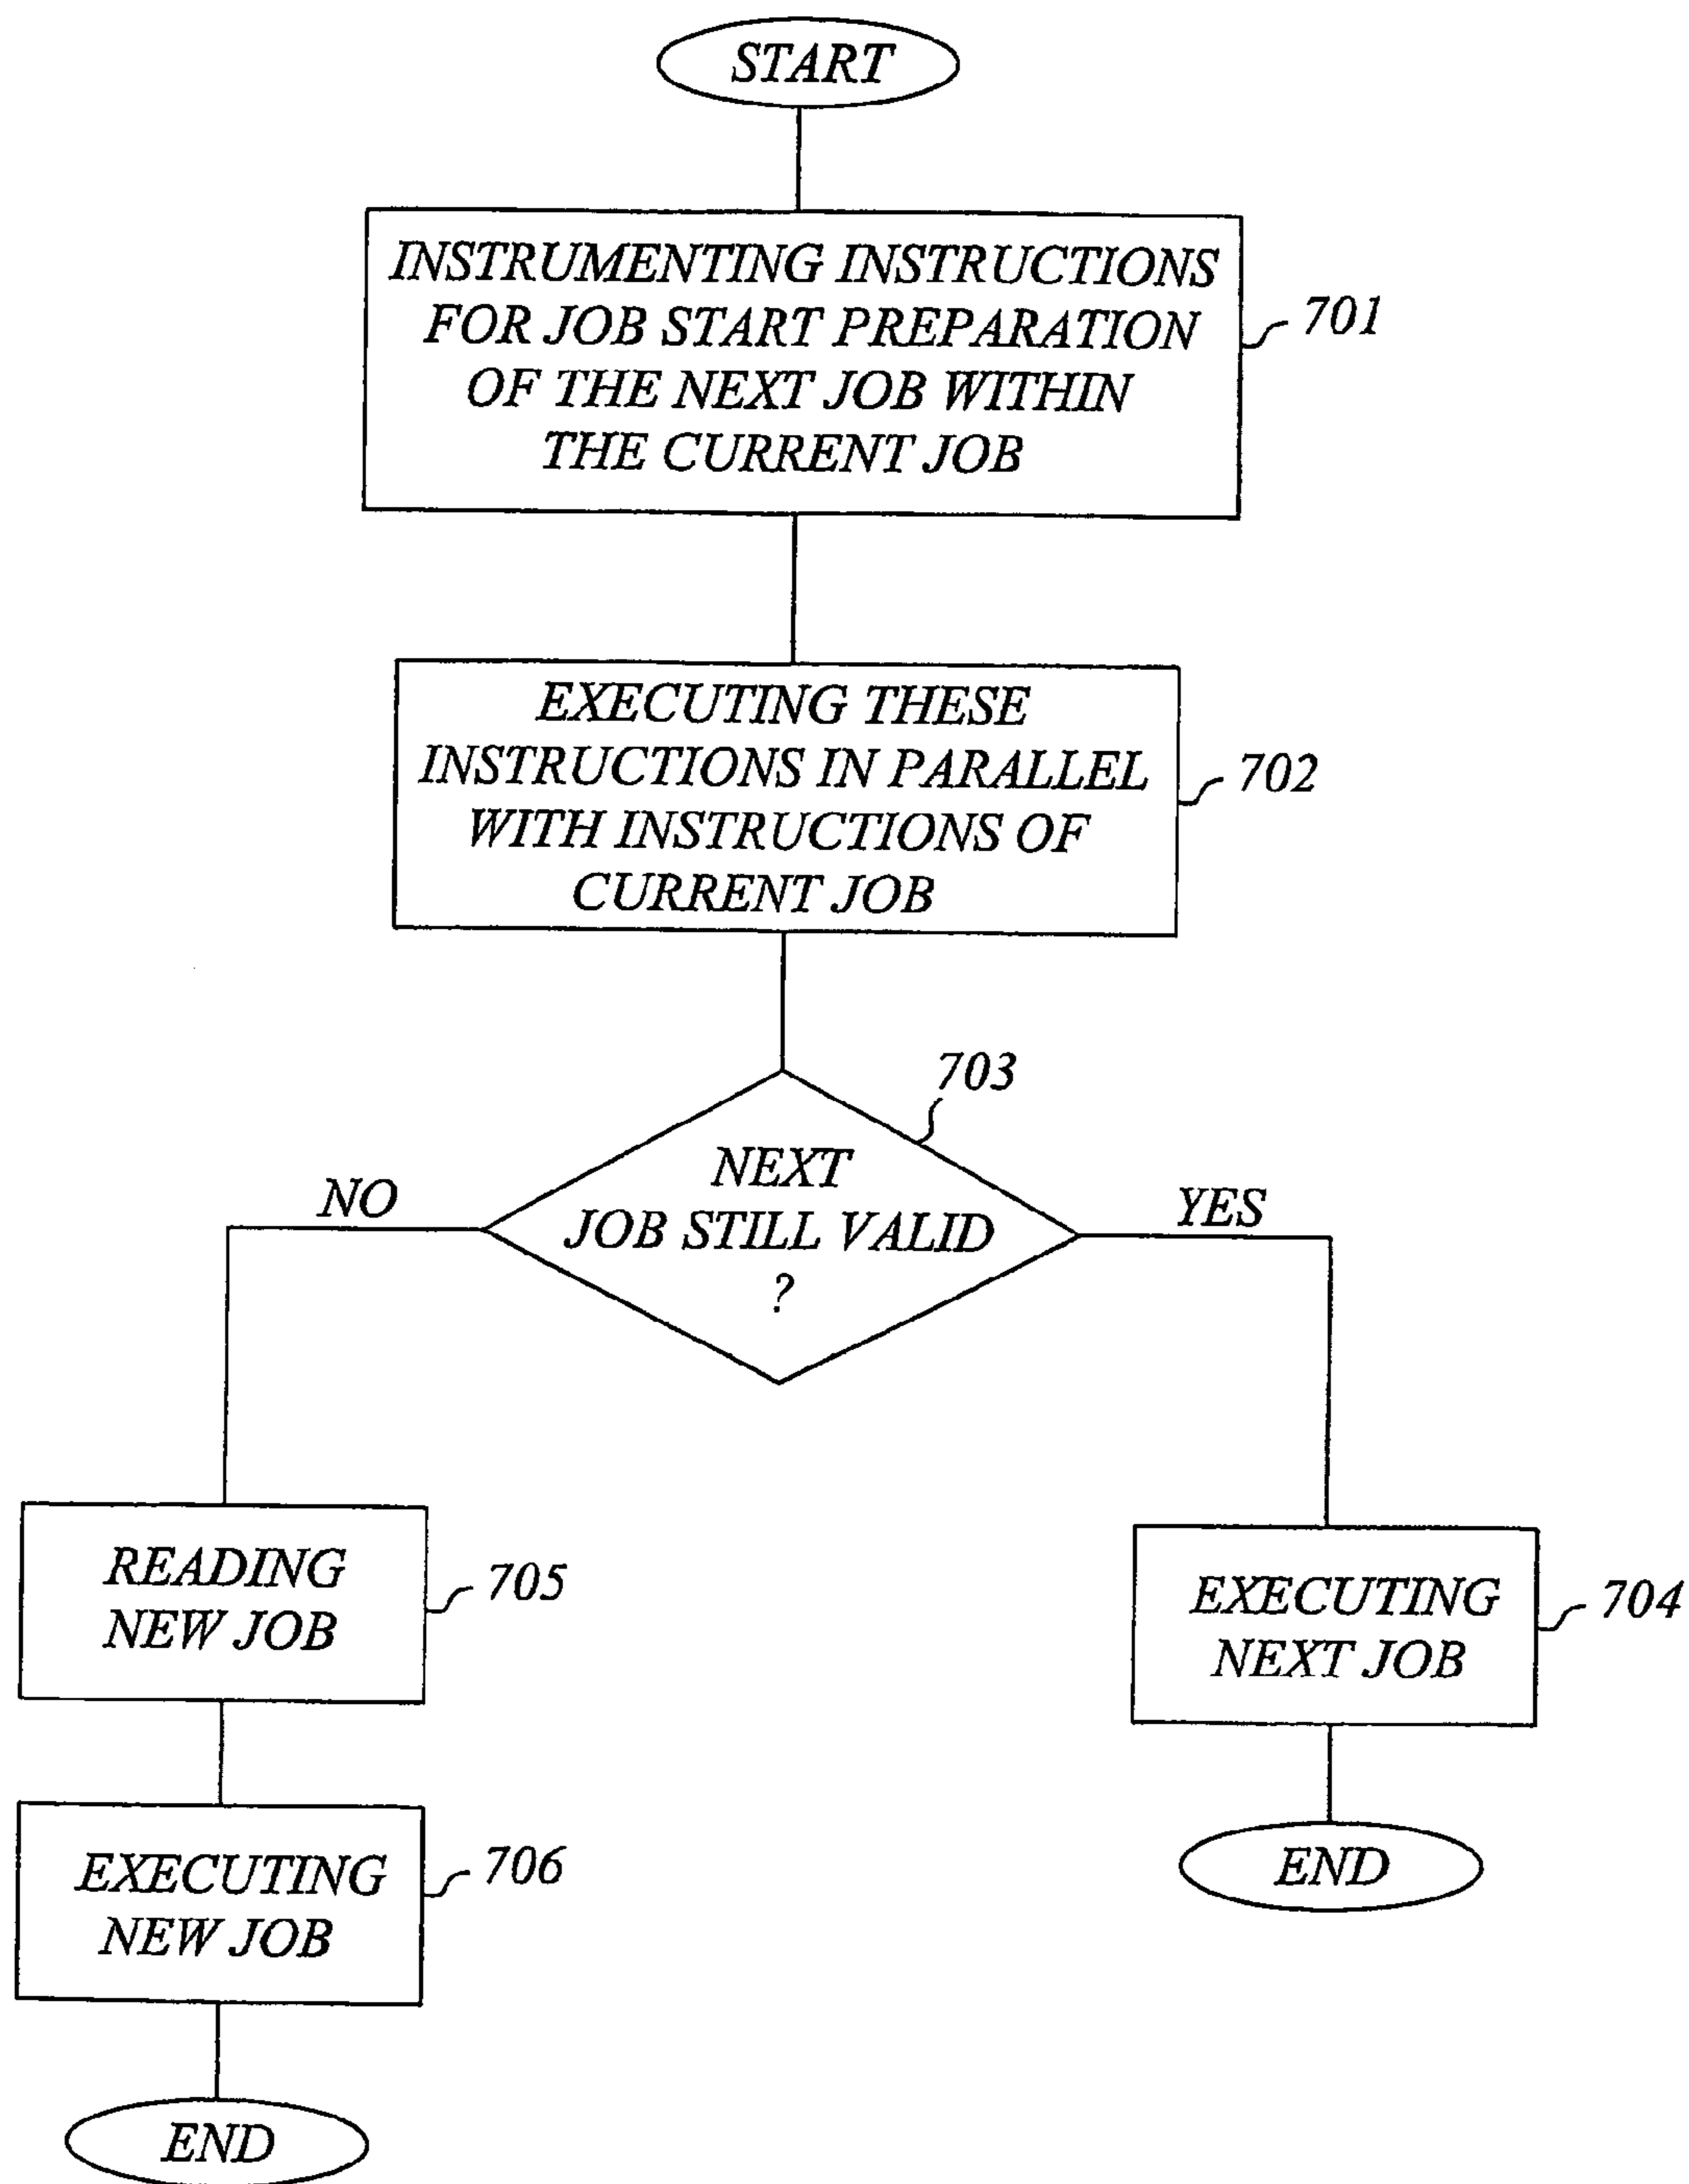 START
INSTRUMENTING INSTRUCTIONS
FOR JOB START PREPARATION
OF THE NEXT JOB WITHIN
THE CURRENT JOB
701
EXECUTING THESE
INSTRUCTIONS IN PARALLEL
WITH INSTRUCTIONS OF
CURRENT JOB
702
703
NEXT
JOB STILL VALID
?
NO
YES
READING
NEW JOB
705
EXECUTING
NEXT JOB
704
EXECUTING
NEW JOB
706
END
END